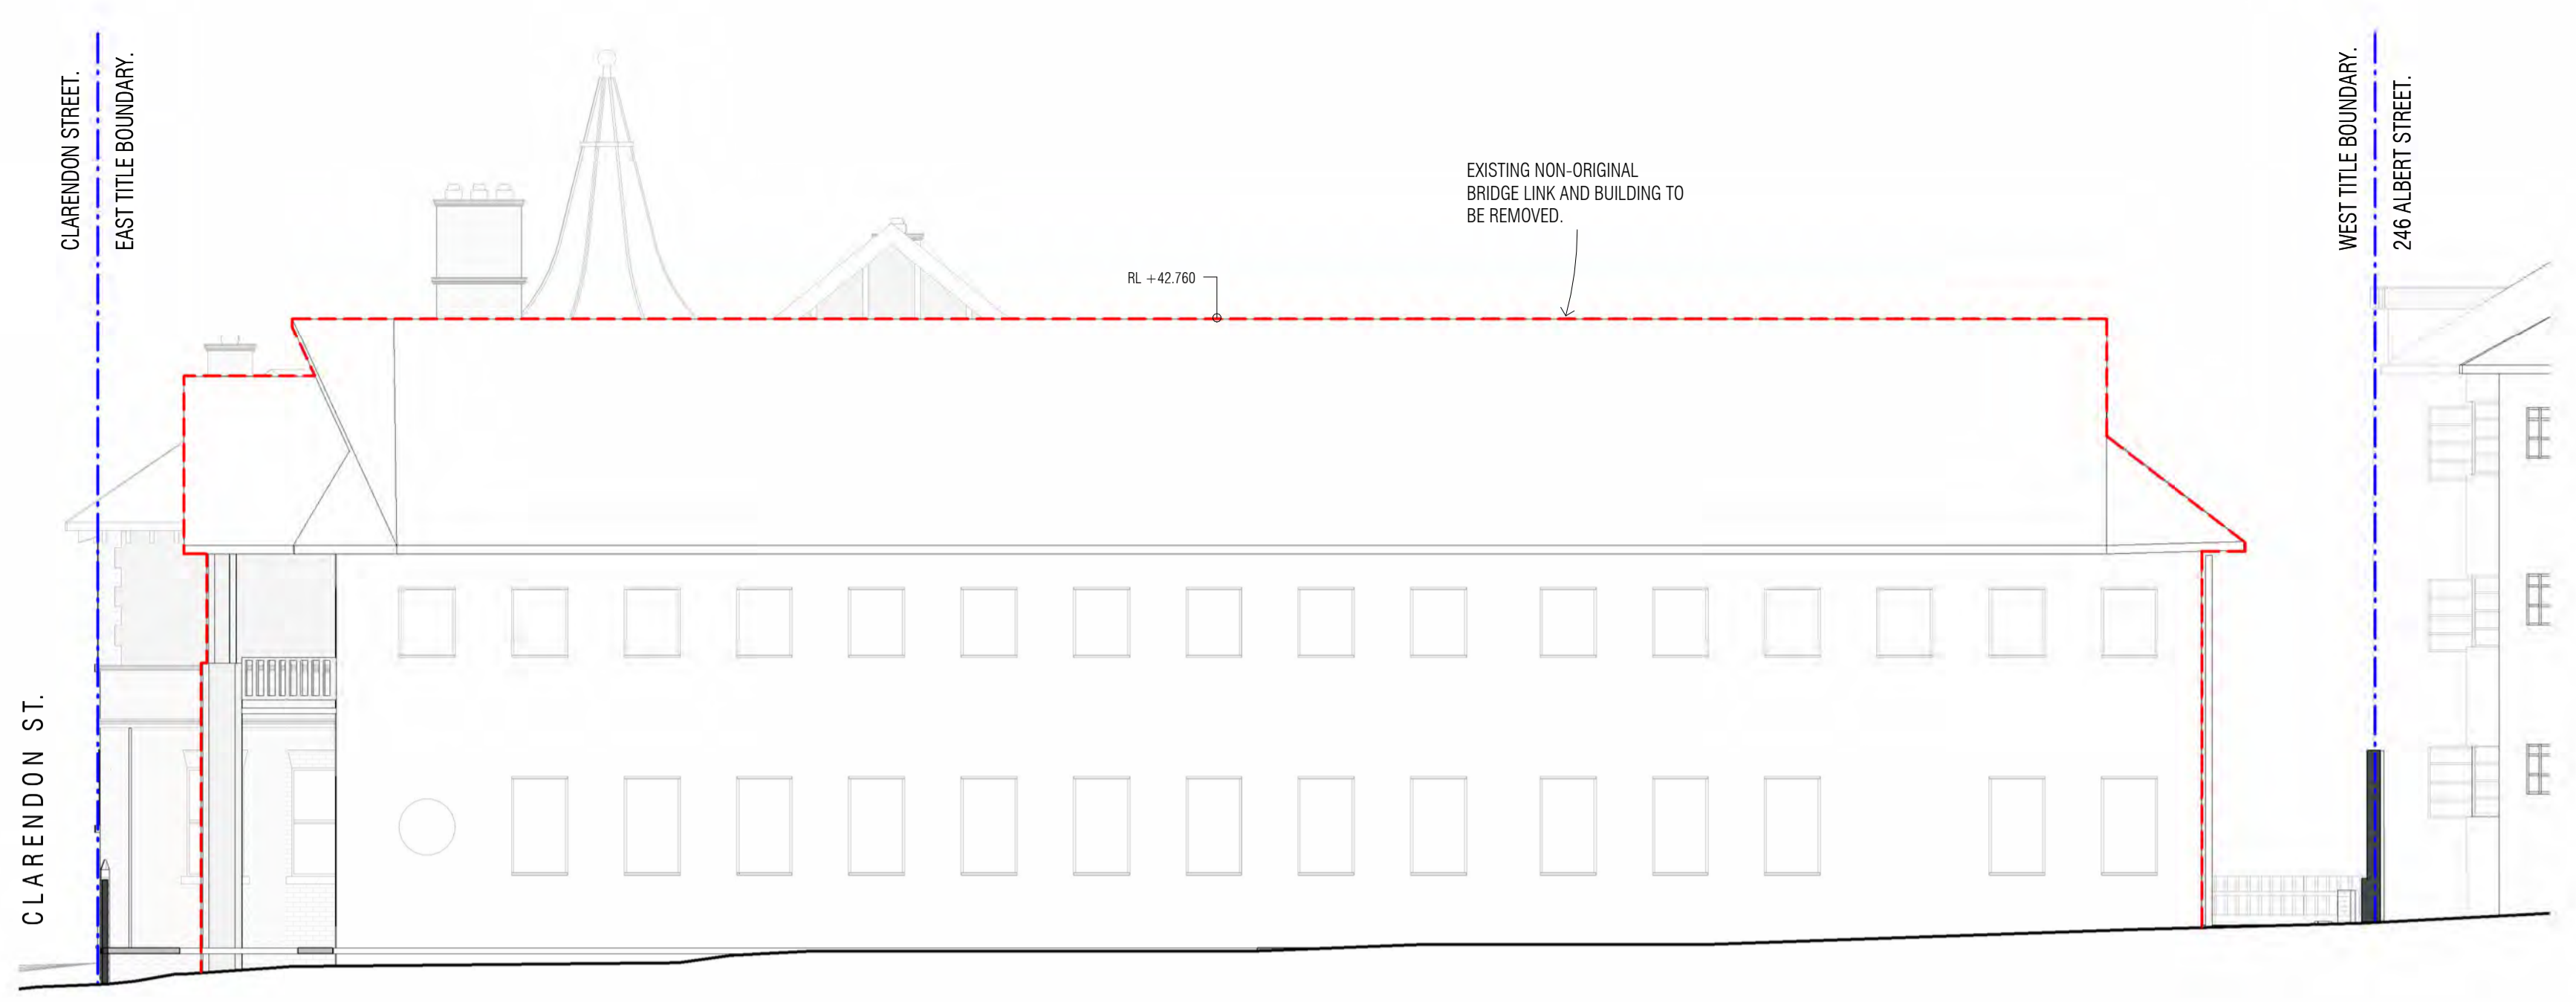 CLARENDON STREET.
EAST TITLE BOUNDARY.
EXISTING NON-ORIGINAL
BRIDGE LINK AND BUILDING TO
BE REMOVED.
RL +42.760
WEST TITLE BOUNDARY.
246 ALBERT STREET.
CLARENDON ST.